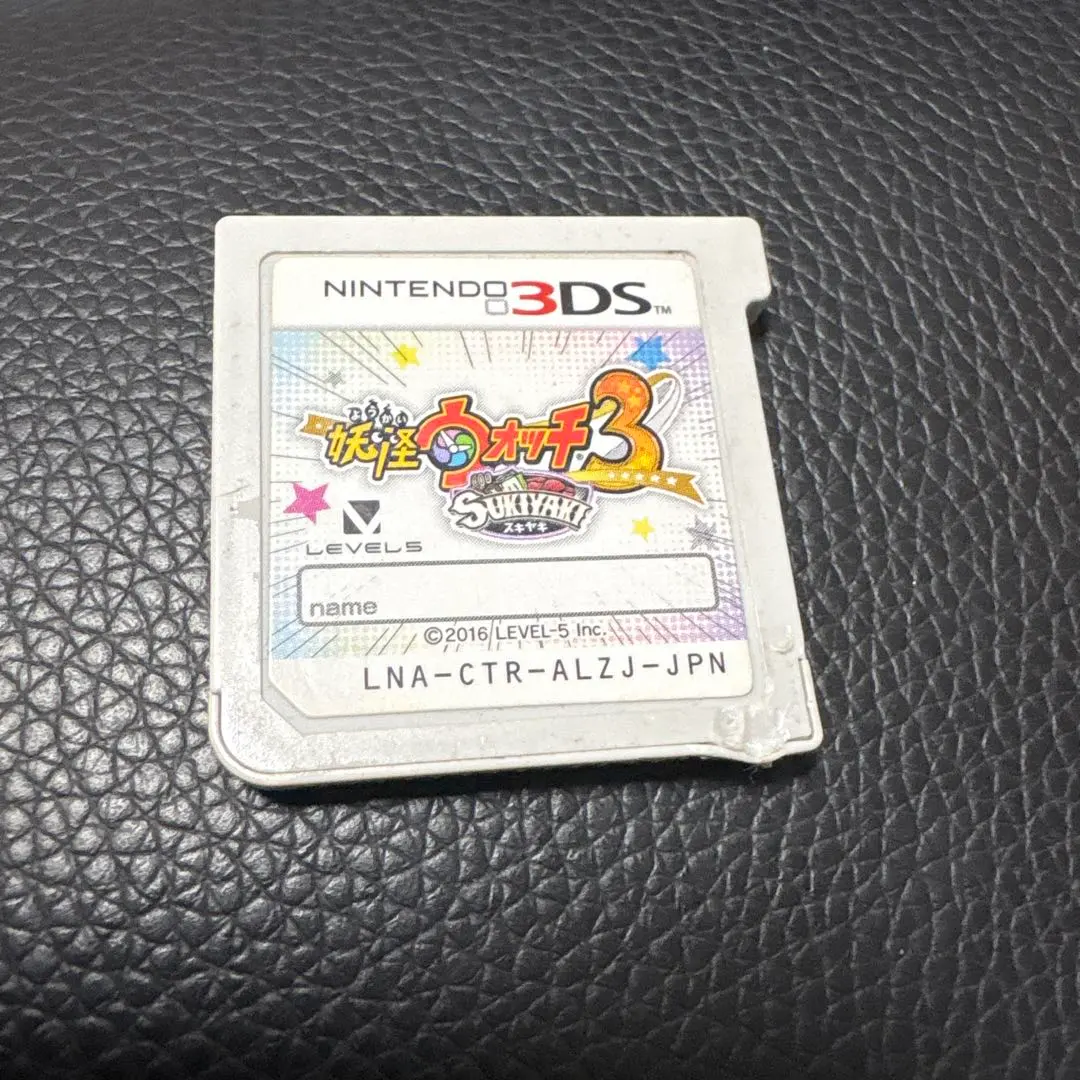 NINTENDO 3DS™
ようかい
妖怪ウォッチ3
SUKIYAKI
スキヤキ
LEVEL5
name
©2016 LEVEL-5 Inc.
LNA-CTR-ALZJ-JPN